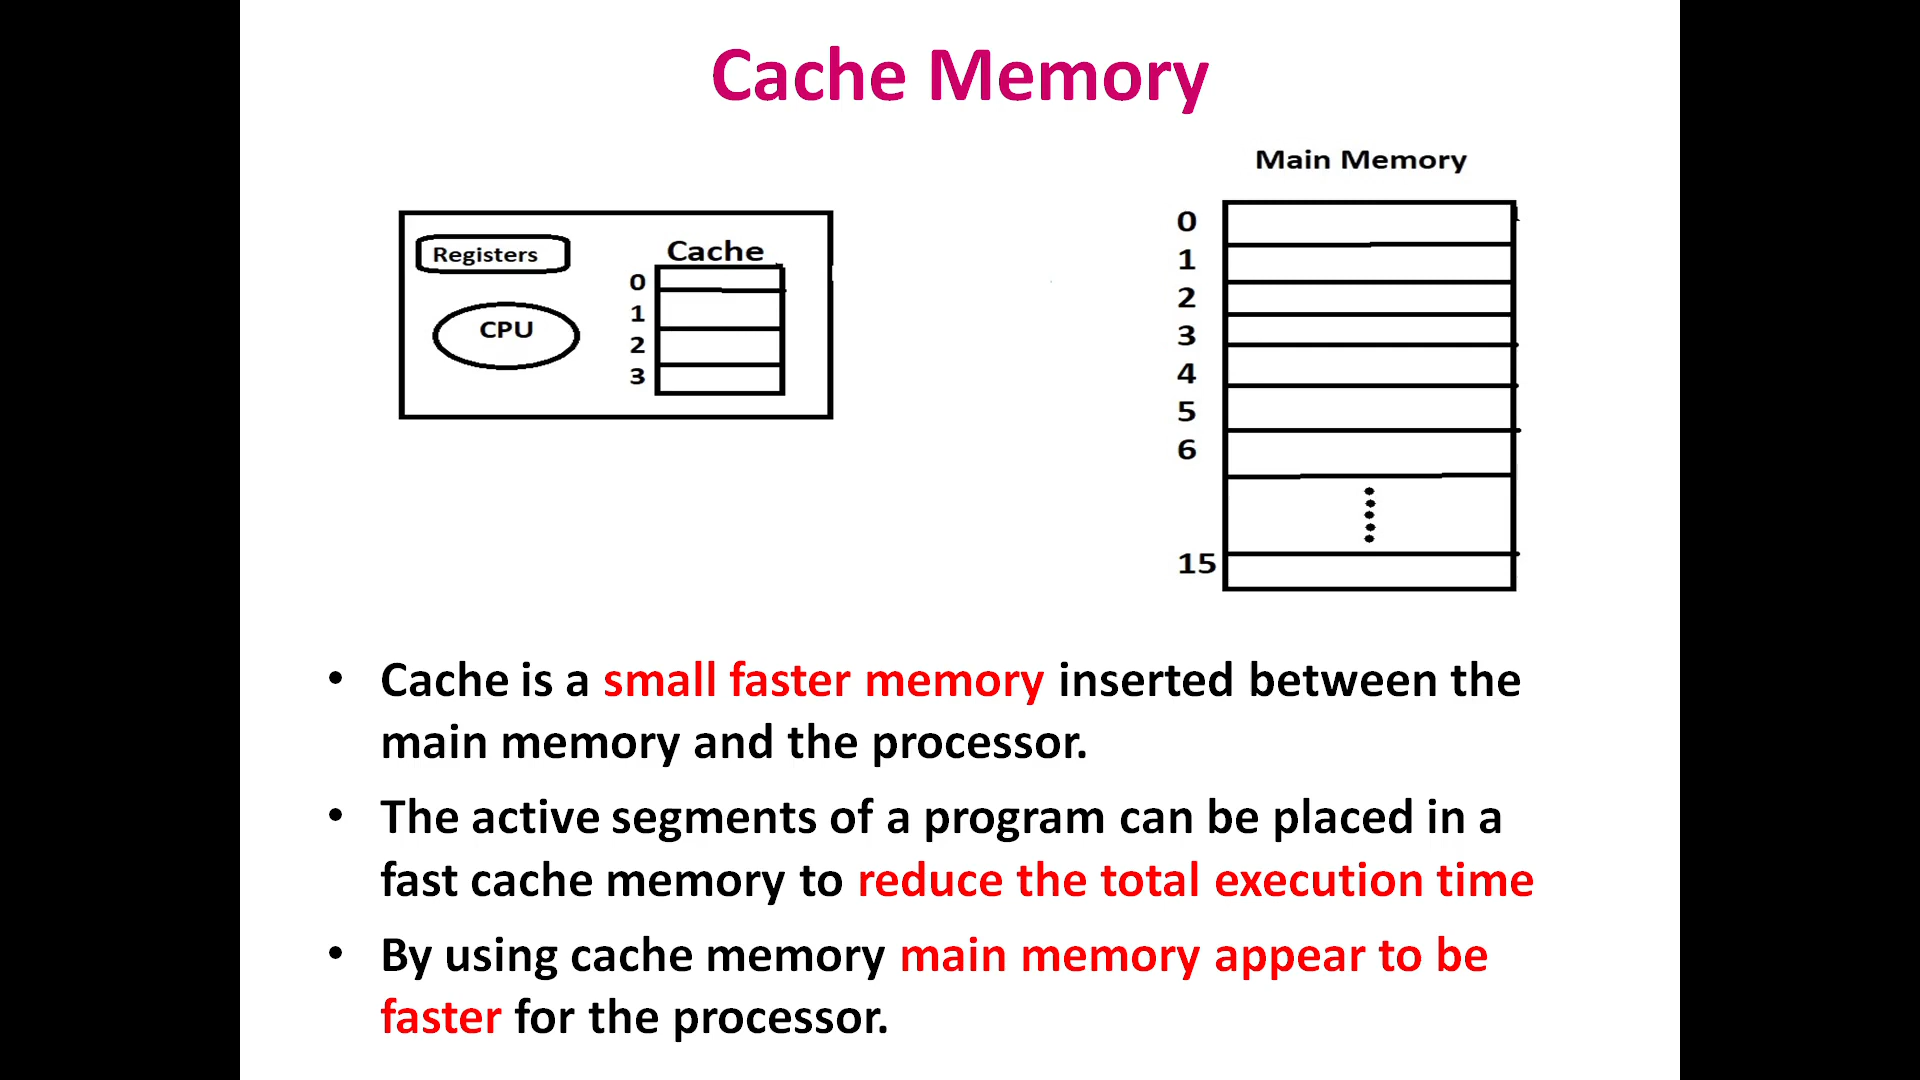 Cache Memory
Main Memory
Registers
CPU
Cache
0
1
2
3
0
1
2
3
4
5
6
15
• Cache is a small faster memory inserted between the
main memory and the processor.
• The active segments of a program can be placed in a
fast cache memory to reduce the total execution time
• By using cache memory main memory appear to be
faster for the processor.